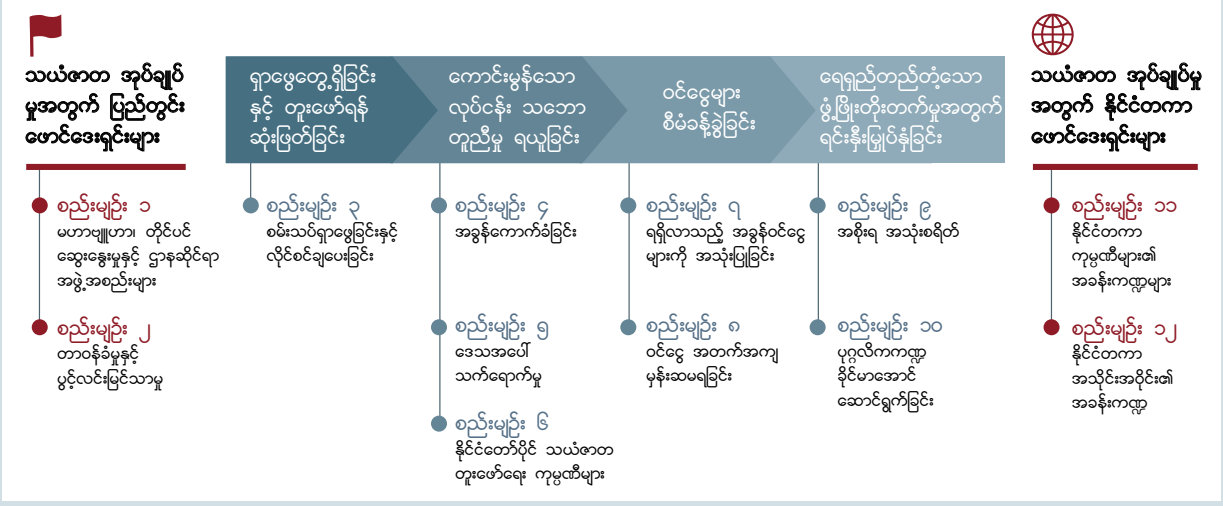 သယံဇာတ အုပ်ချုပ်
မှုအတွက် ပြည်တွင်း
ဖောင်ဒေးရှင်းများ
စည်းမျဉ်း ၁
မဟာဗျူဟာ၊ တိုင်ပင်
ဆွေးနွေးမှုနှင့် ဌာနဆိုင်ရာ
အဖွဲ့အစည်းများ
စည်းမျဉ်း ၂
တာဝန်ခံမှုနှင့်
ပွင့်လင်းမြင်သာမှု
ရှာဖွေတွေ့ရှိခြင်း
နှင့် တူးဖော်ရန်
ဆုံးဖြတ်ခြင်း
စည်းမျဉ်း ၃
စမ်းသပ်ရှာဖွေခြင်းနှင့်
လိုင်စင်ချပေးခြင်း
ကောင်းမွန်သော
လုပ်ငန်း သဘော
တူညီမှု ရယူခြင်း
စည်းမျဉ်း ၄
အခွန်ကောက်ခံခြင်း
စည်းမျဉ်း ၅
ဒေသအပေါ်
သက်ရောက်မှု
စည်းမျဉ်း ၆
နိုင်ငံတော်ပိုင် သယံဇာတ
တူးဖော်ရေး ကုမ္ပဏီများ
ဝင်ငွေများ
စီမံခန့်ခွဲခြင်း
စည်းမျဉ်း ၇
ရရှိလာသည့် အခွန်ဝင်ငွေ
များကို အသုံးပြုခြင်း
စည်းမျဉ်း ၈
ဝင်ငွေ အတက်အကျ
မှန်းဆမရခြင်း
ရေရှည်တည်တံ့သော
ဖွံ့ဖြိုးတိုးတက်မှုအတွက်
ရင်းနှီးမြှုပ်နှံခြင်း
စည်းမျဉ်း ၉
အစိုးရ အသုံးစရိတ်
စည်းမျဉ်း ၁၀
ပုဂ္ဂလိကကဏ္ဍ
ခိုင်မာအောင်
ဆောင်ရွက်ခြင်း
သယံဇာတ အုပ်ချုပ်မှု
အတွက် နိုင်ငံတကာ
ဖောင်ဒေးရှင်းများ
စည်းမျဉ်း ၁၁
နိုင်ငံတကာ
ကုမ္ပဏီများ၏
အခန်းကဏ္ဍများ
စည်းမျဉ်း ၁၂
နိုင်ငံတကာ
အသိုင်းအဝိုင်း၏
အခန်းကဏ္ဍ